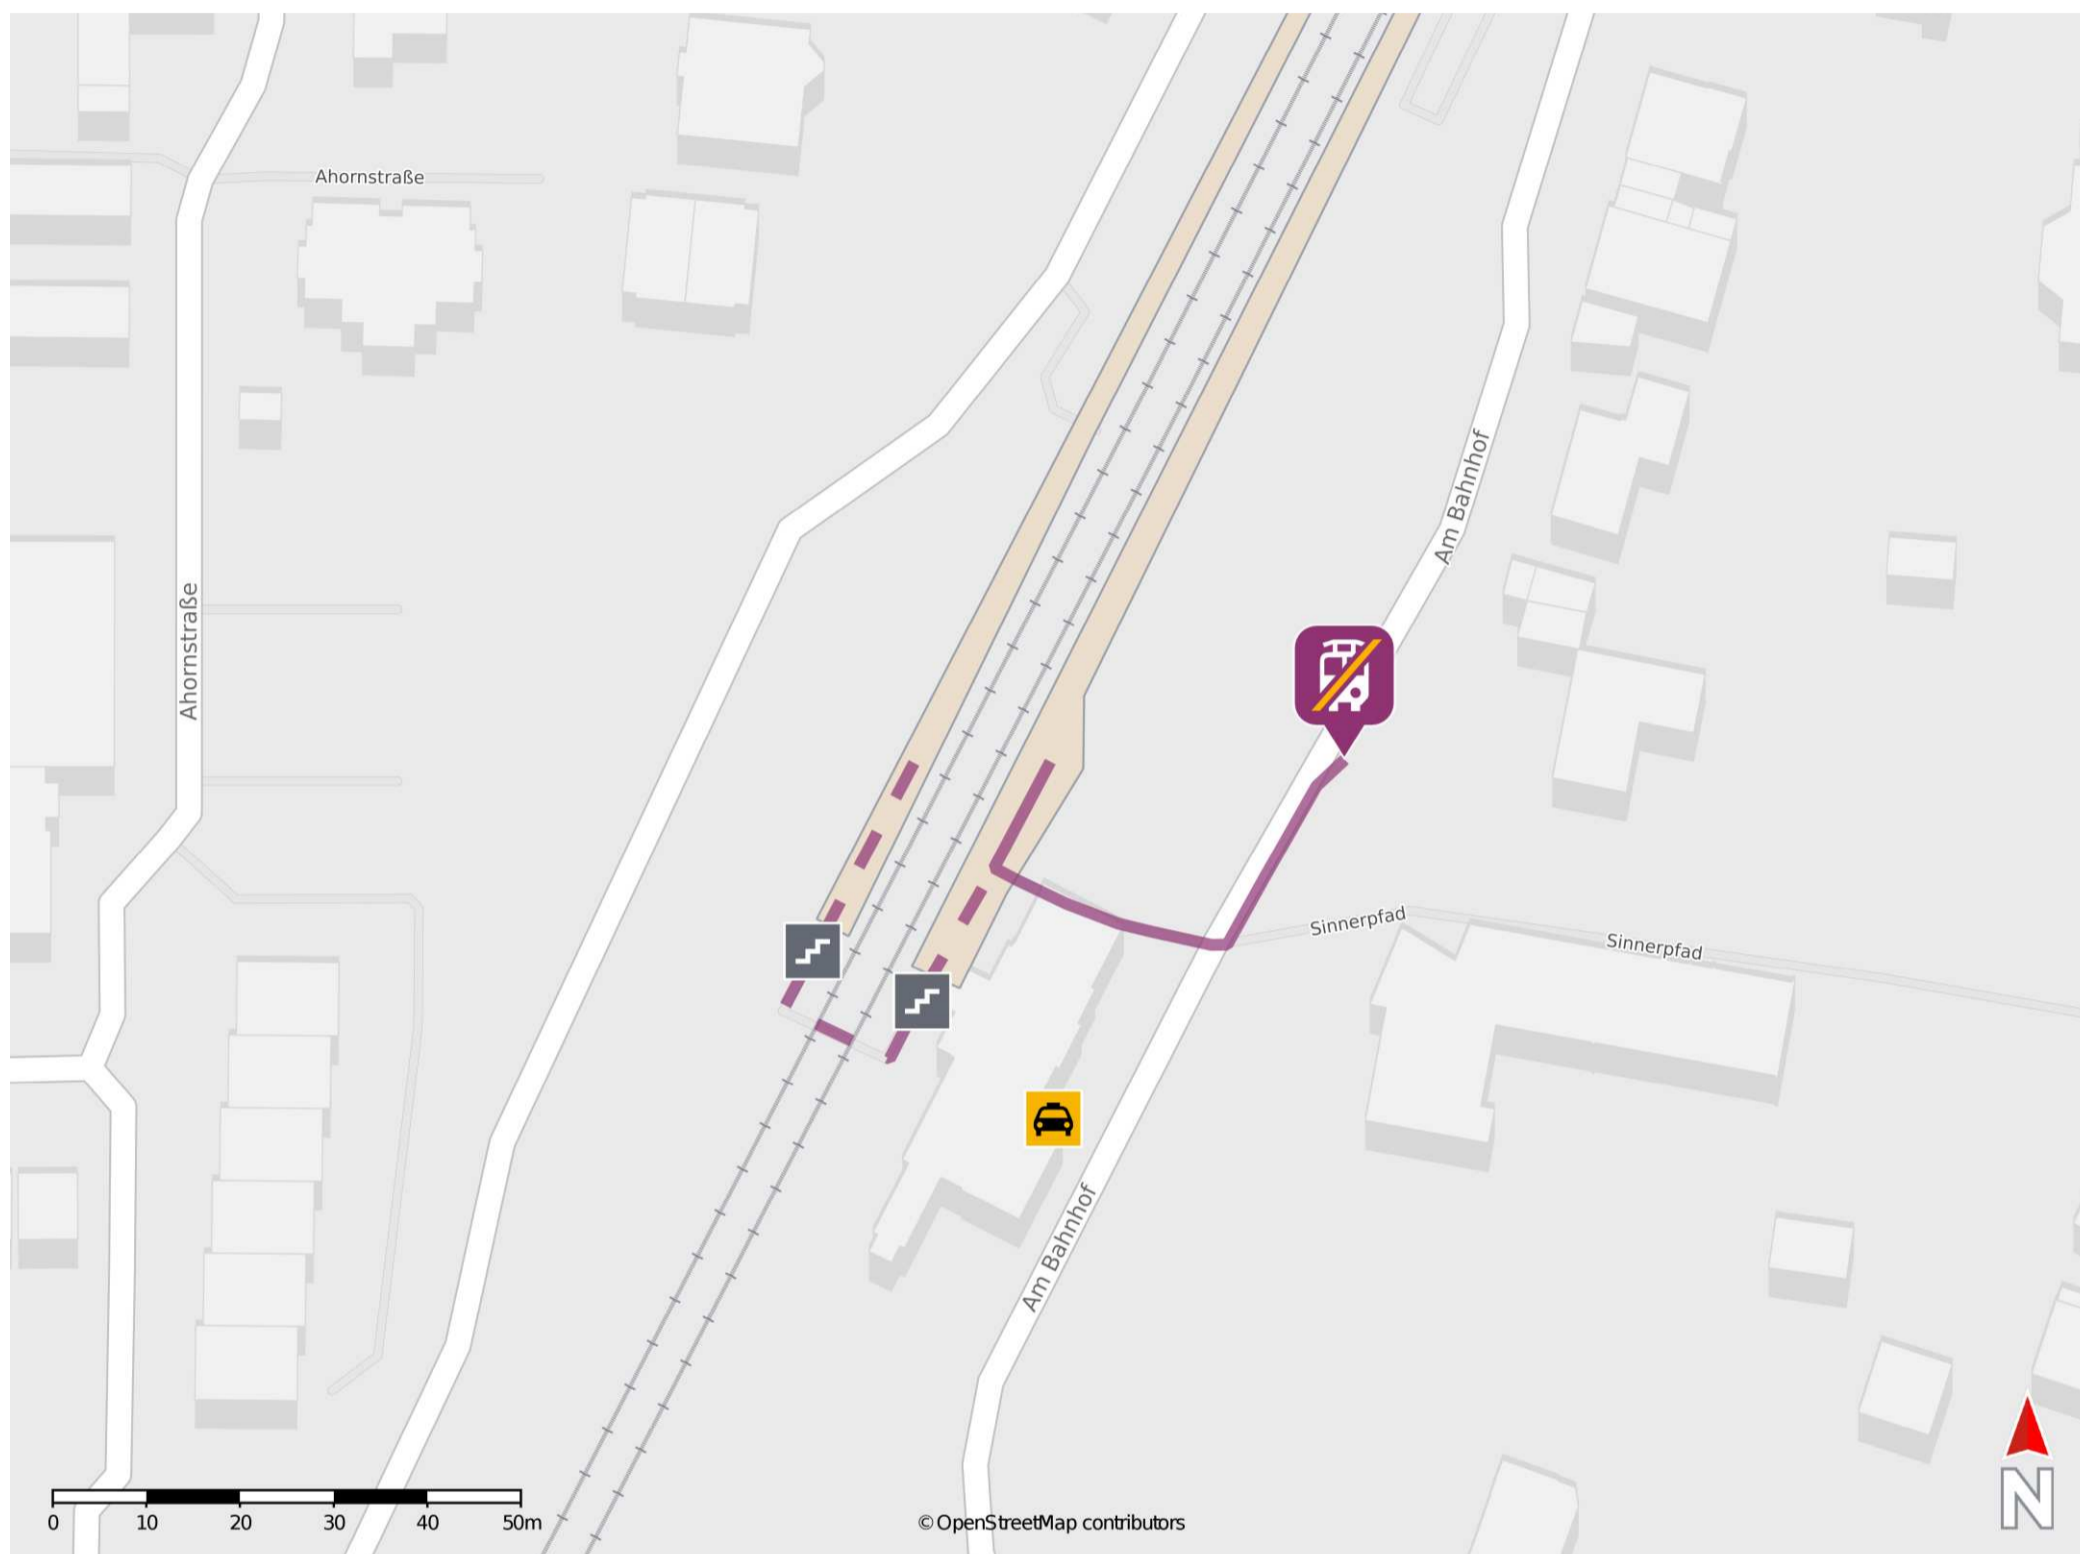 Ahornstraße
Am Bahnhof
Ahornstraße
Sinnerpfad
Sinnerpfad
Am Bahnhof
0 10 20 30 40 50m
© OpenStreetMap contributors
N